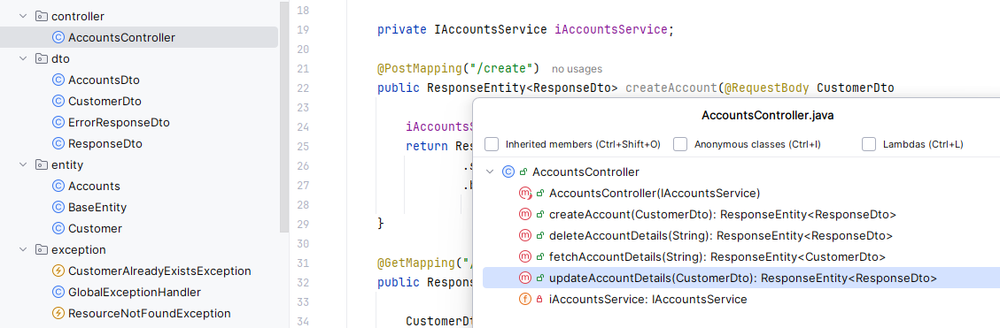 controller
AccountsController
dto
AccountsDto
CustomerDto
ErrorResponseDto
ResponseDto
entity
Accounts
BaseEntity
Customer
exception
CustomerAlreadyExistsException
GlobalExceptionHandler
ResourceNotFoundException
18
19 private IAccountsService iAccountsService;
20
21 @PostMapping("/create") no usages
22 public ResponseEntity<ResponseDto> createAccount(@RequestBody CustomerDto
23
24 iAccountsS
25 return Res
26 .s
27 .b
28
29 }
30
31 @GetMapping("/
32 public Respons
33
34 CustomerDt
AccountsController.java
Inherited members (Ctrl+Shift+O) Anonymous classes (Ctrl+I) Lambdas (Ctrl+L)
C AccountsController
m AccountsController(IAccountsService)
m createAccount(CustomerDto): ResponseEntity<ResponseDto>
m deleteAccountDetails(String): ResponseEntity<ResponseDto>
m fetchAccountDetails(String): ResponseEntity<CustomerDto>
m updateAccountDetails(CustomerDto): ResponseEntity<ResponseDto>
f iAccountsService: IAccountsService